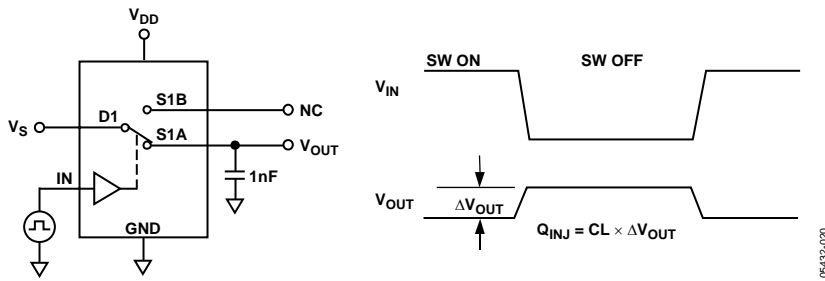 VDD
VS
D1
S1B
NC
S1A
VOUT
IN
1nF
GND
VIN
SW ON
SW OFF
VOUT
ΔVOUT
QINJ = CL × ΔVOUT
05432-020